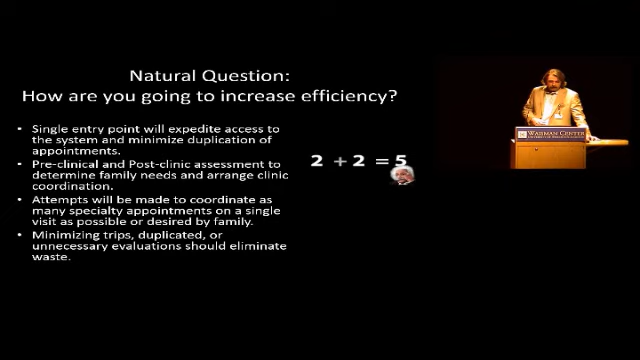 Natural Question:
How are you going to increase efficiency?
• Single entry point will expedite access to
the system and minimize duplication of
appointments.
• Pre-clinical and Post-clinic assessment to
determine family needs and arrange clinic
coordination.
• Attempts will be made to coordinate as
many specialty appointments on a single
visit as possible or desired by family.
• Minimizing trips, duplicated, or
unnecessary evaluations should eliminate
waste.
2 + 2 = 5
WAISMAN CENTER